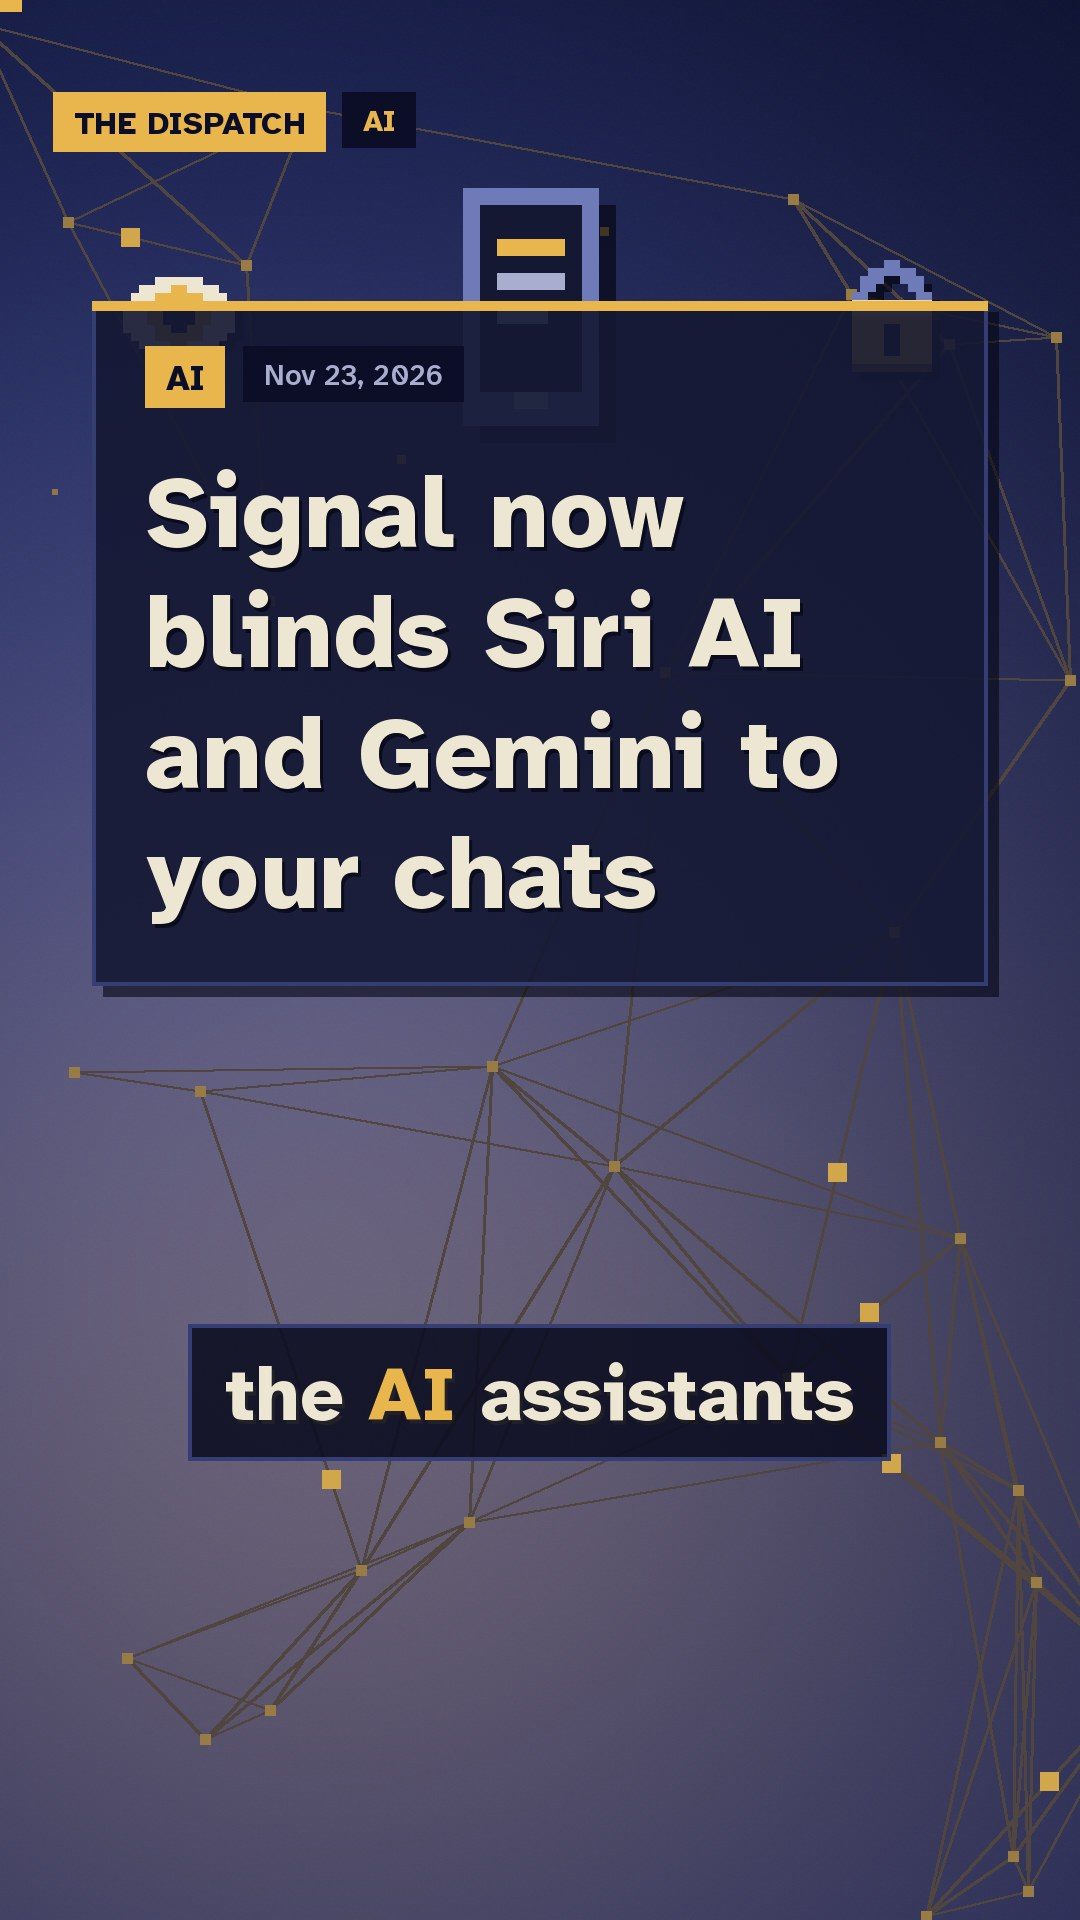 THE DISPATCH AI
AI Nov 23, 2026
Signal now
blinds Siri AI
and Gemini to
your chats
the AI assistants